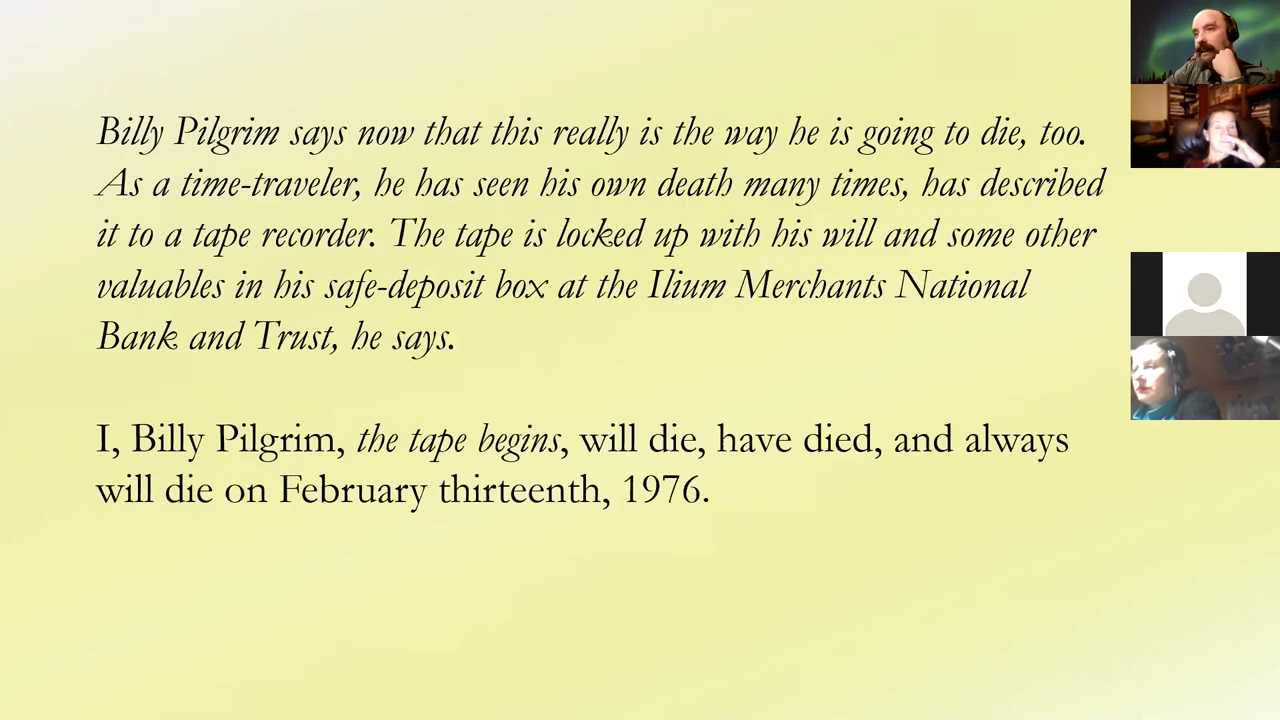 Billy Pilgrim says now that this really is the way he is going to die, too.
As a time-traveler, he has seen his own death many times, has described
it to a tape recorder. The tape is locked up with his will and some other
valuables in his safe-deposit box at the Ilium Merchants National
Bank and Trust, he says.
I, Billy Pilgrim, the tape begins, will die, have died, and always
will die on February thirteenth, 1976.